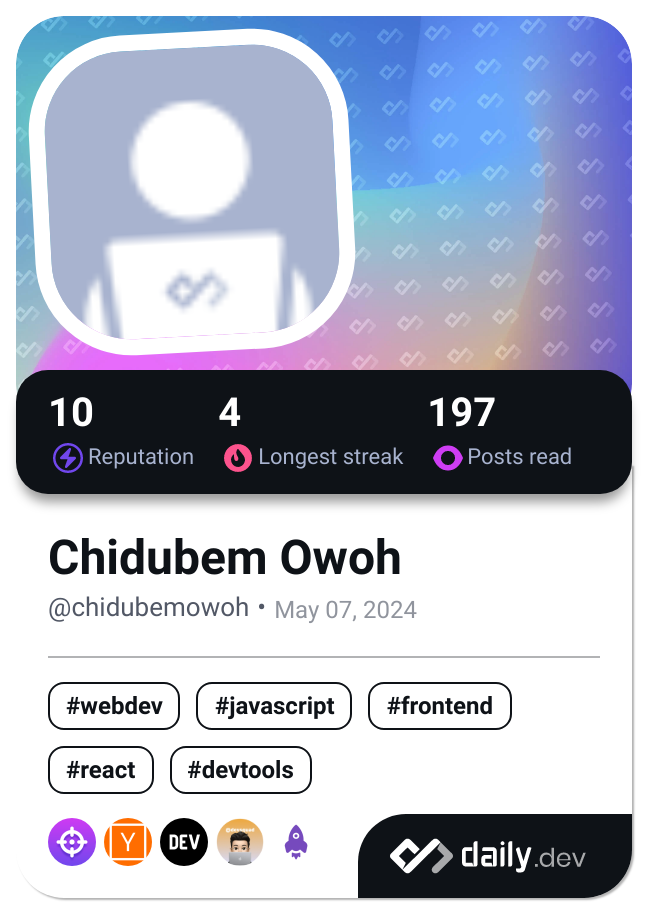 10 4 197
Reputation Longest streak Posts read
Chidubem Owoh
@chidubemowoh • May 07, 2024
#webdev #javascript #frontend
#react #devtools
Y DEV
daily.dev